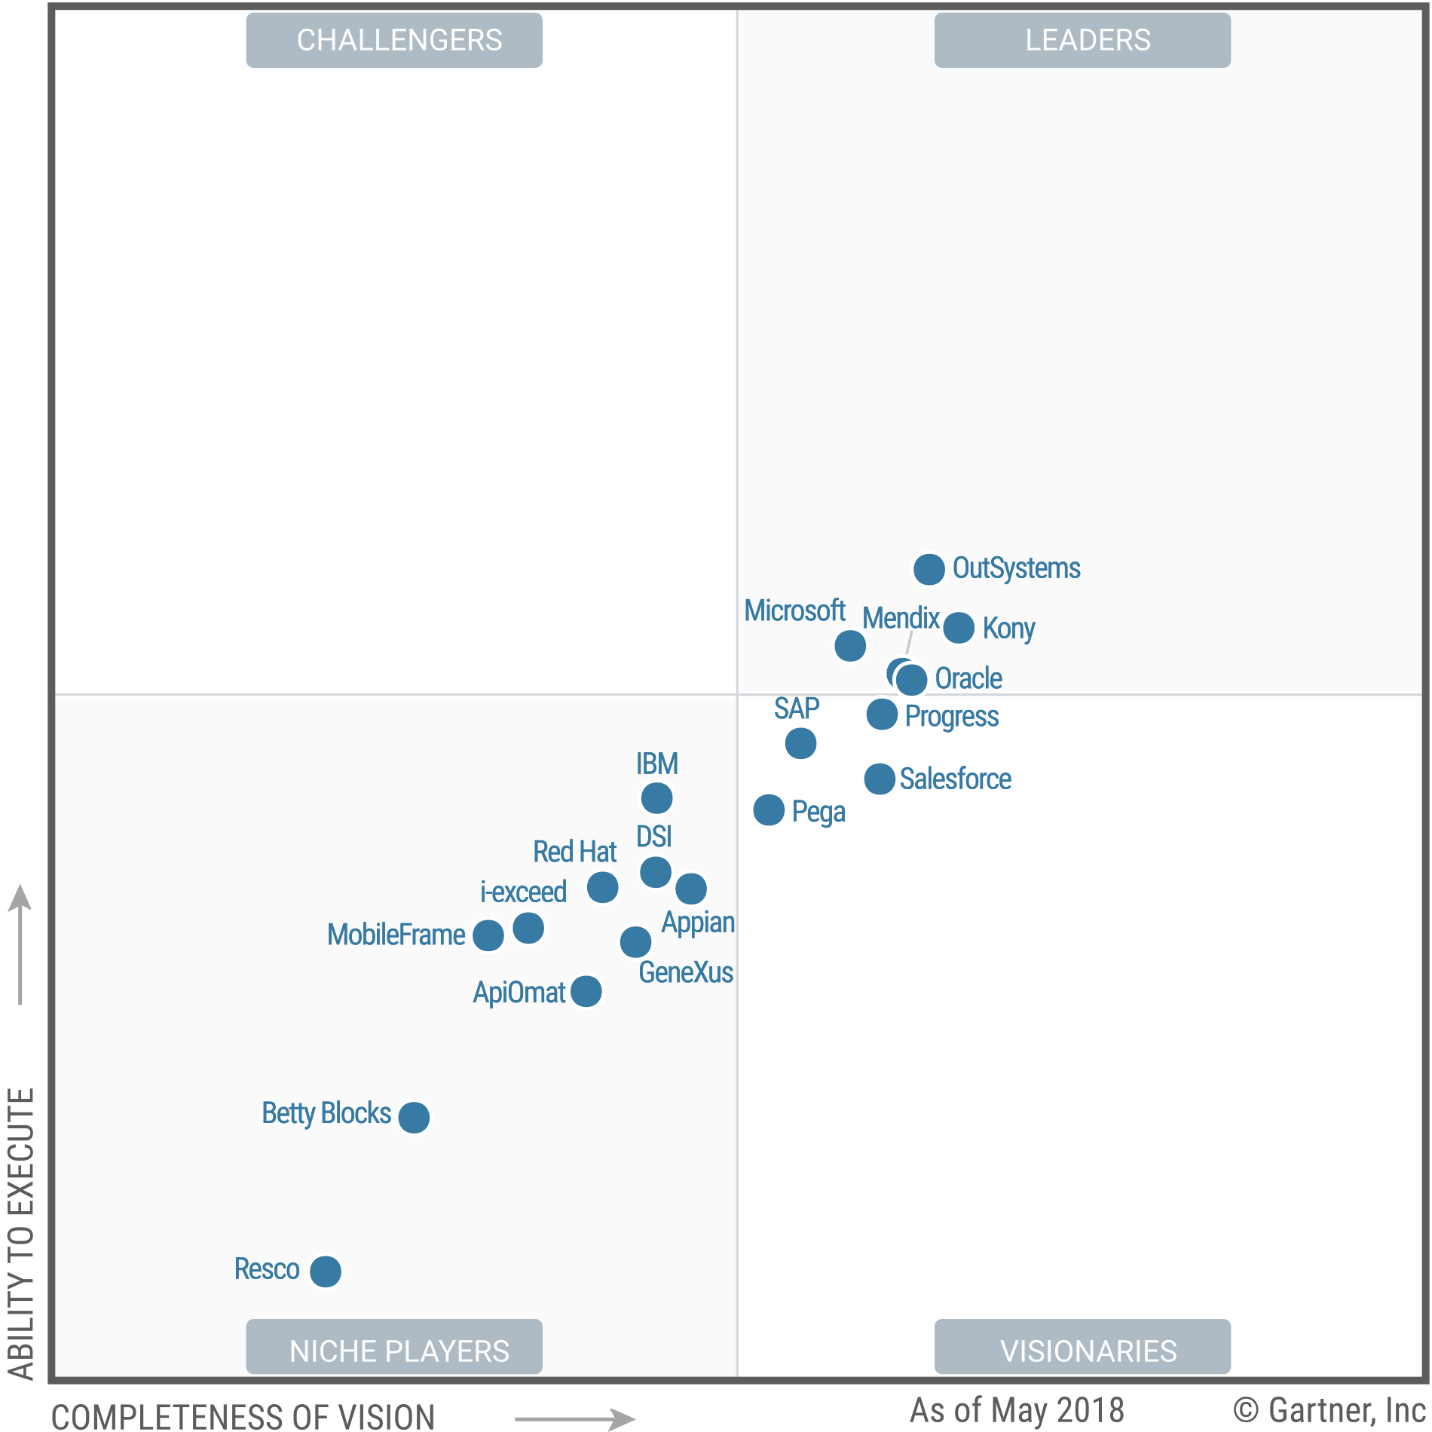 CHALLENGERS
LEADERS
OutSystems
Microsoft
Mendix
Kony
Oracle
SAP
Progress
IBM
Salesforce
Pega
DSI
Red Hat
i-exceed
Appian
MobileFrame
GeneXus
ApiOmat
Betty Blocks
Resco
NICHE PLAYERS
VISIONARIES
ABILITY TO EXECUTE
COMPLETENESS OF VISION
As of May 2018
© Gartner, Inc